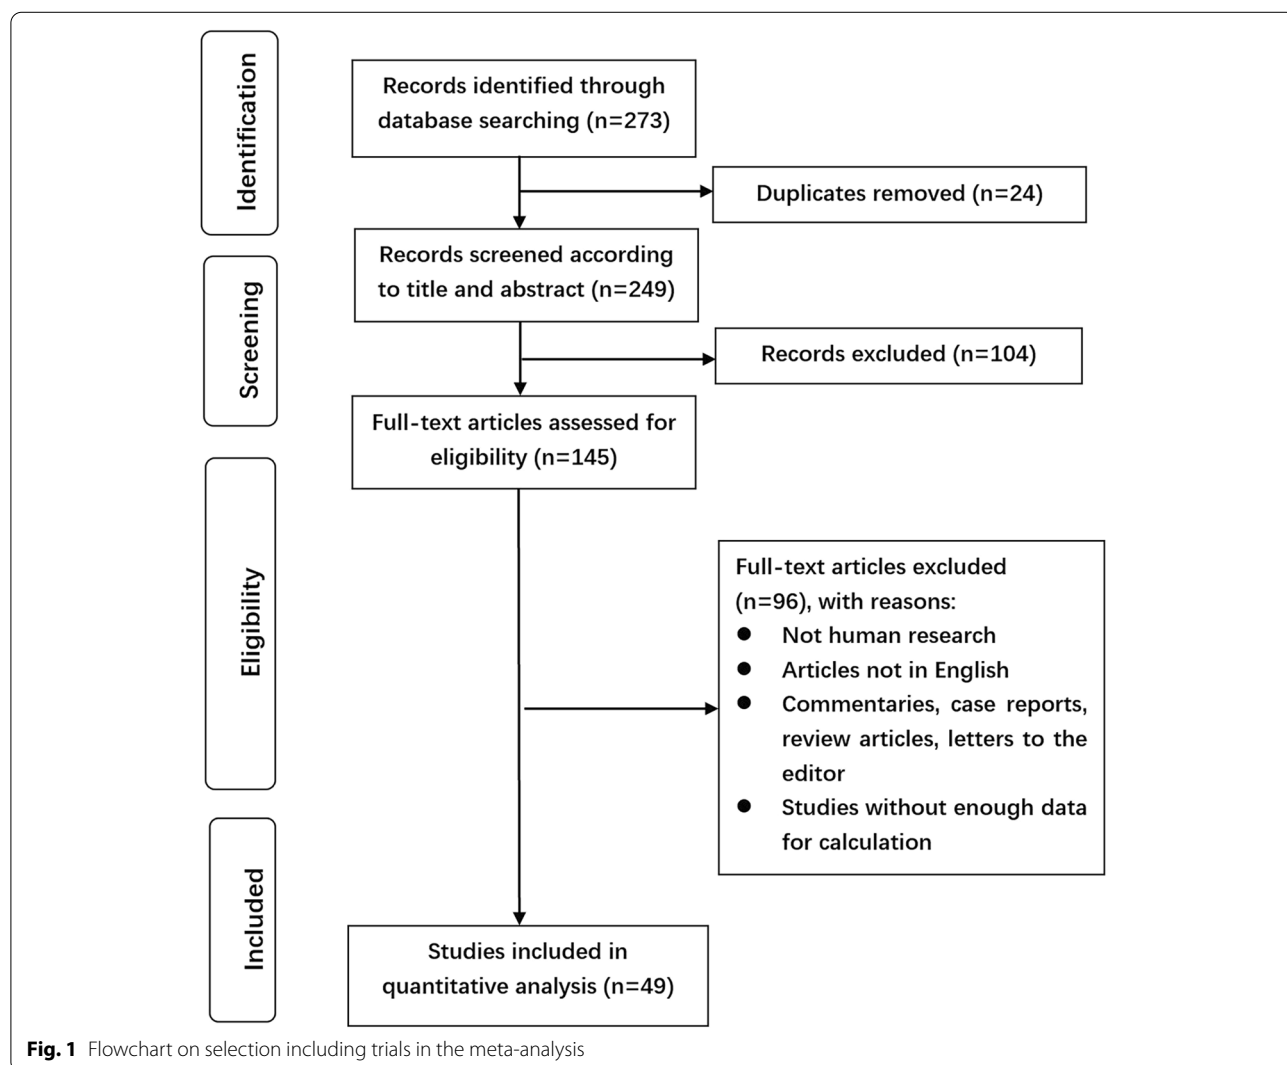 Identification
Records identified through
database searching (n=273)
Duplicates removed (n=24)
Screening
Records screened according
to title and abstract (n=249)
Records excluded (n=104)
Full-text articles assessed for
eligibility (n=145)
Eligibility
Full-text articles excluded
(n=96), with reasons:
● Not human research
● Articles not in English
● Commentaries, case reports,
review articles, letters to the
editor
● Studies without enough data
for calculation
Included
Studies included in
quantitative analysis (n=49)
Fig. 1 Flowchart on selection including trials in the meta-analysis